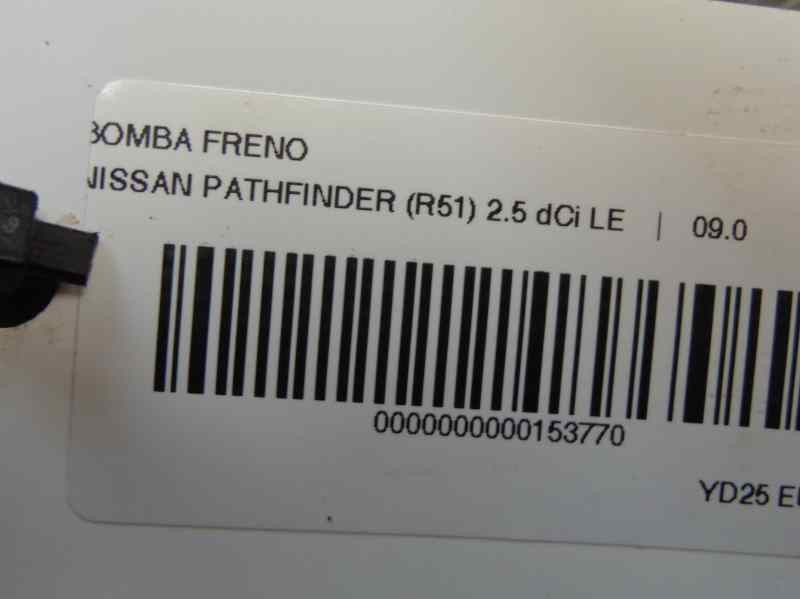 BOMBA FRENO
NISSAN PATHFINDER (R51) 2.5 dCi LE | 09.0
0000000000153770
YD25